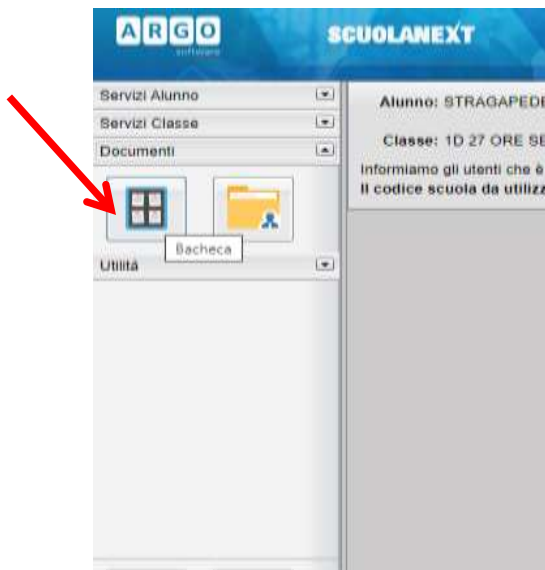 ARGO
software
SCUOLANEXT
Servizi Alunno
Servizi Classe
Documenti
Bacheca
Utilità
Alunno: STRAGAPEDE
Classe: 1D 27 ORE SE
Informiamo gli utenti che è
Il codice scuola da utilizz